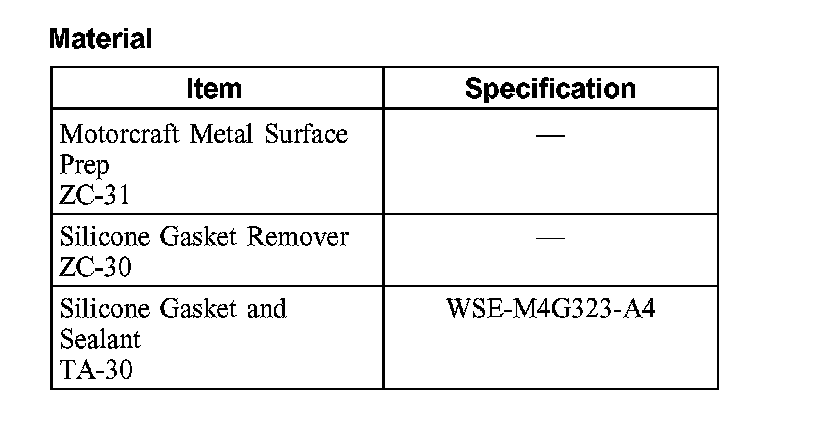 Material
Item Specification
Motorcraft Metal Surface —
Prep
ZC-31
Silicone Gasket Remover —
ZC-30
Silicone Gasket and WSE-M4G323-A4
Sealant
TA-30